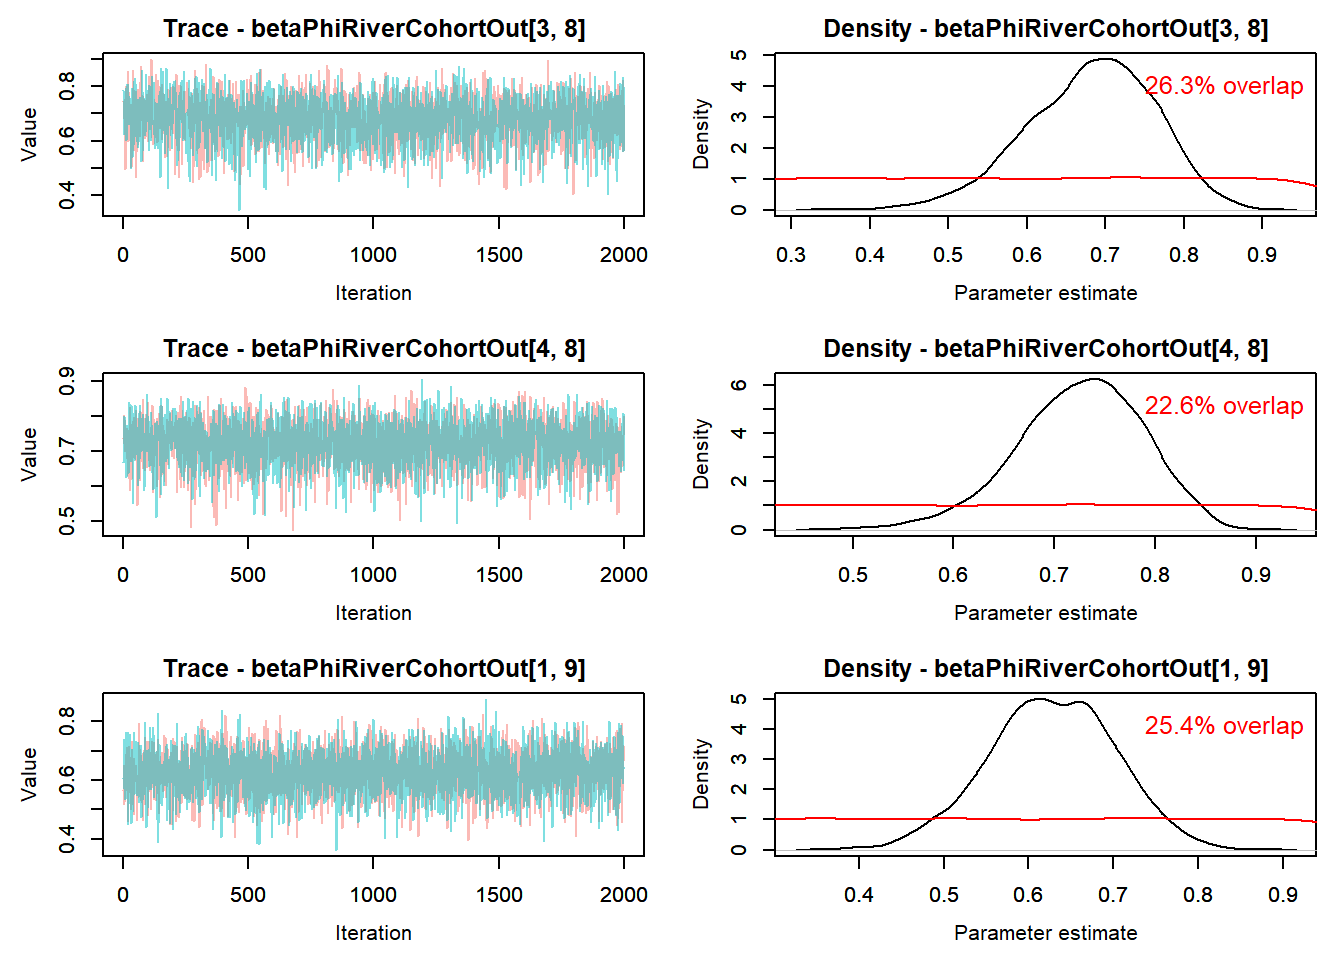 Trace - betaPhiRiverCohortOut[3, 8]
Value
0.4 0.6 0.8
0 500 1000 1500 2000
Iteration
Density - betaPhiRiverCohortOut[3, 8]
Density
0 1 2 3 4 5
26.3% overlap
0.3 0.4 0.5 0.6 0.7 0.8 0.9
Parameter estimate
Trace - betaPhiRiverCohortOut[4, 8]
Value
0.5 0.7 0.9
0 500 1000 1500 2000
Iteration
Density - betaPhiRiverCohortOut[4, 8]
Density
0 2 4 6
22.6% overlap
0.5 0.6 0.7 0.8 0.9
Parameter estimate
Trace - betaPhiRiverCohortOut[1, 9]
Value
0.4 0.6 0.8
0 500 1000 1500 2000
Iteration
Density - betaPhiRiverCohortOut[1, 9]
Density
0 1 2 3 4 5
25.4% overlap
0.4 0.5 0.6 0.7 0.8 0.9
Parameter estimate